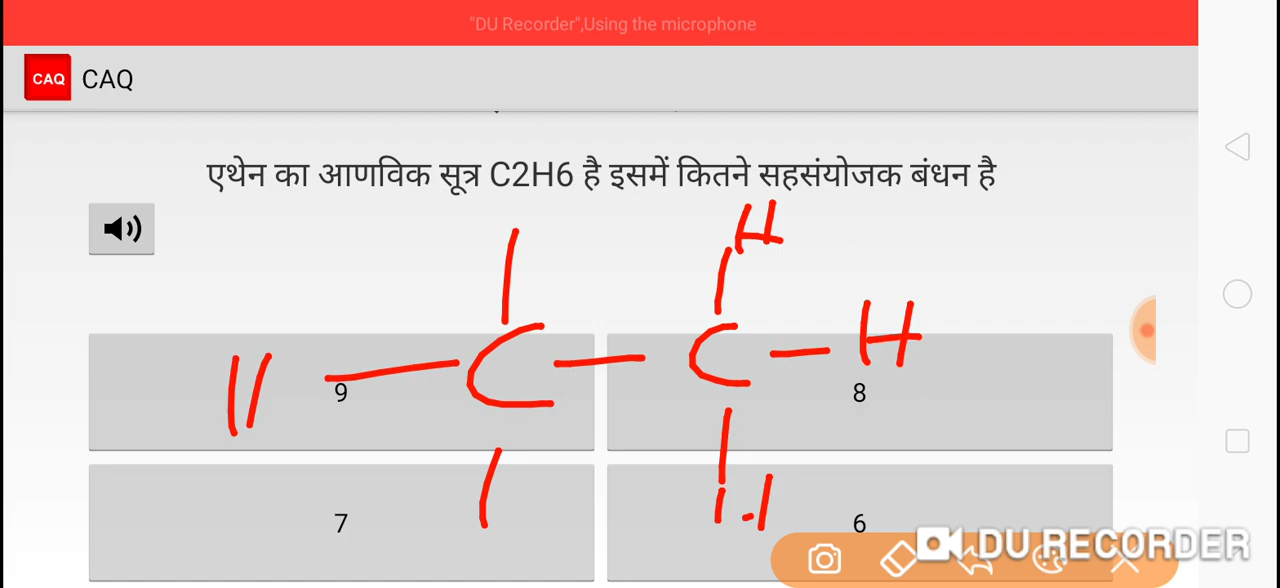 "DU Recorder",Using the microphone
CAQ CAQ
एथेन का आणविक सूत्र C2H6 है इसमें कितने सहसंयोजक बंधन है
H
C C H
9 8
7 6
DU RECORDER